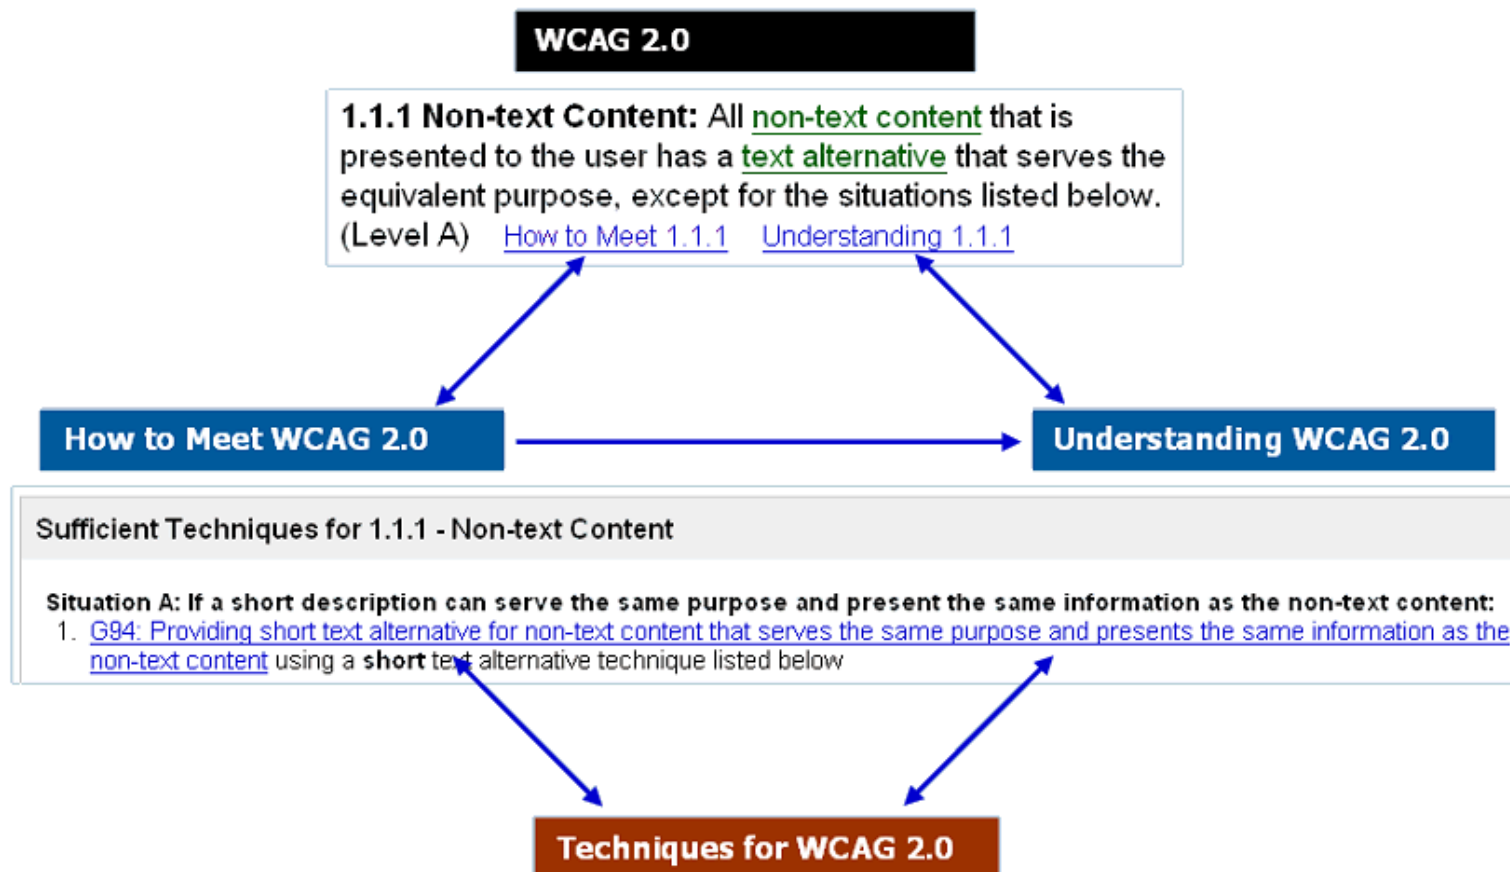 WCAG 2.0
1.1.1 Non-text Content: All non-text content that is
presented to the user has a text alternative that serves the
equivalent purpose, except for the situations listed below.
(Level A) How to Meet 1.1.1 Understanding 1.1.1
How to Meet WCAG 2.0
Understanding WCAG 2.0
Sufficient Techniques for 1.1.1 - Non-text Content
Situation A: If a short description can serve the same purpose and present the same information as the non-text content:
1. G94: Providing short text alternative for non-text content that serves the same purpose and presents the same information as the
non-text content using a short text alternative technique listed below
Techniques for WCAG 2.0